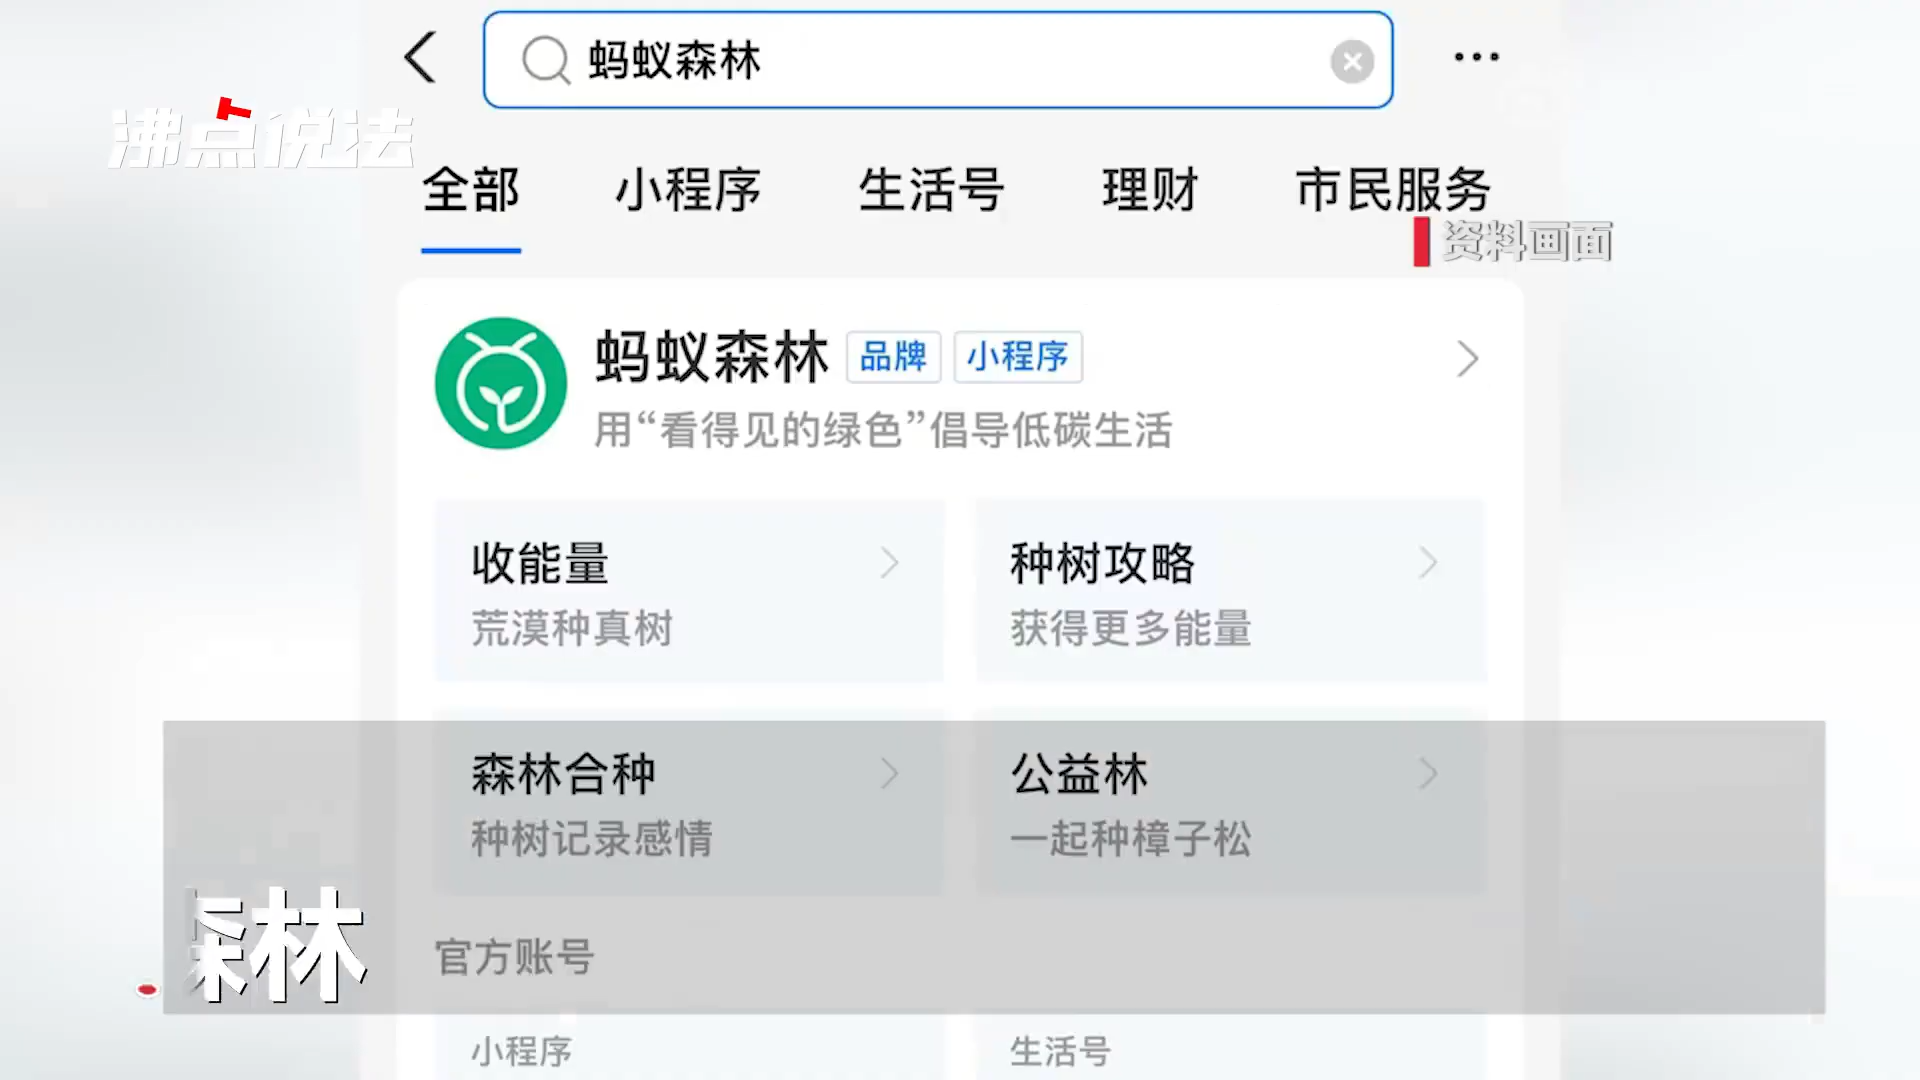 蚂蚁森林
沸点说法
全部 小程序 生活号 理财 市民服务
资料画面
蚂蚁森林 品牌 小程序
用“看得见的绿色”倡导低碳生活
收能量 种树攻略
荒漠种真树 获得更多能量
森林合种 公益林
种树记录感情 一起种樟子松
森林
官方账号
小程序 生活号